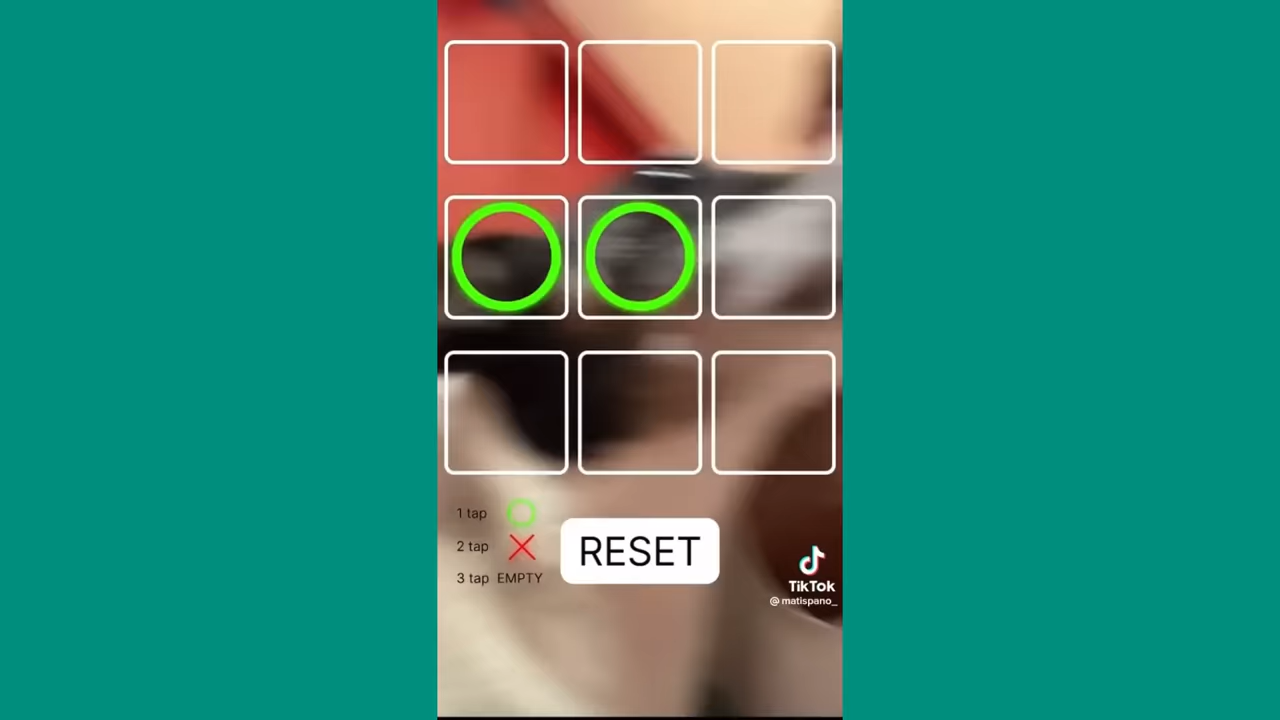 1 tap
2 tap
3 tap EMPTY
RESET
TikTok
@matispano_